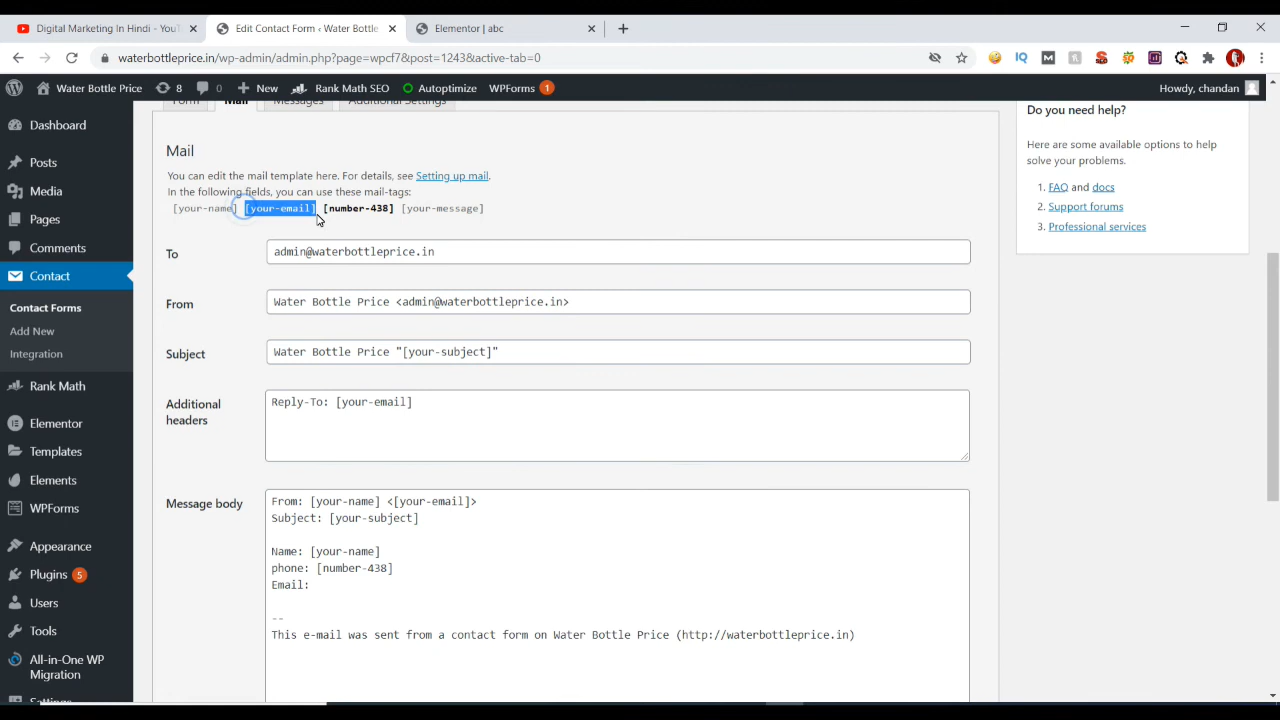 Digital Marketing In Hindi - YouT
Edit Contact Form ‹ Water Bottle
Elementor | abc
waterbottleprice.in/wp-admin/admin.php?page=wpcf7&post=1243&active-tab=0
Water Bottle Price
8
0
New
Rank Math SEO
Autoptimize
WPForms
1
Howdy, chandan
Form
Mail
Messages
Additional Settings
Dashboard
Posts
Media
Pages
Comments
Contact
Contact Forms
Add New
Integration
Rank Math
Elementor
Templates
Elements
WPForms
Appearance
Plugins 5
Users
Tools
All-in-One WP
Migration
Settings
Mail
You can edit the mail template here. For details, see Setting up mail.
In the following fields, you can use these mail-tags:
[your-name] [your-email] [number-438] [your-message]
To
admin@waterbottleprice.in
From
Water Bottle Price <admin@waterbottleprice.in>
Subject
Water Bottle Price "[your-subject]"
Additional
headers
Reply-To: [your-email]
Message body
From: [your-name] <[your-email]>
Subject: [your-subject]
Name: [your-name]
phone: [number-438]
Email:
--
This e-mail was sent from a contact form on Water Bottle Price (http://waterbottleprice.in)
Do you need help?
Here are some available options to help
solve your problems.
1. FAQ and docs
2. Support forums
3. Professional services